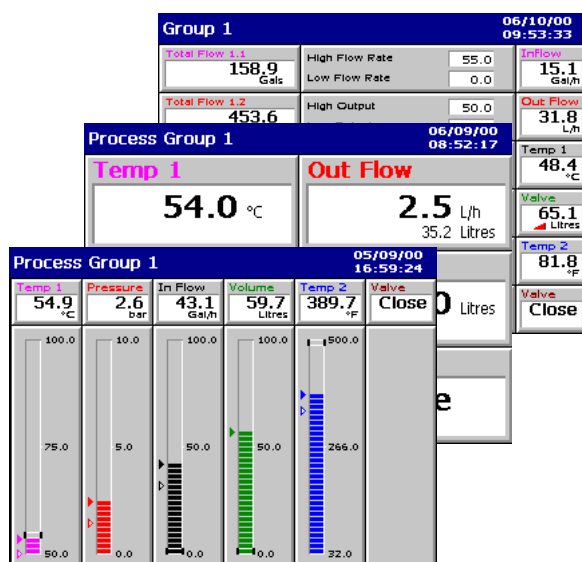 Group 1
06/10/00
09:53:33
Total Flow 1.1
158.9
Gals
High Flow Rate
55.0
Low Flow Rate
0.0
Inflow
15.1
Gal/h
Total Flow 1.2
453.6
High Output
50.0
Out Flow
31.8
L/h
Temp 1
48.4
°C
Valve
65.1
Litres
Temp 2
81.8
°F
Valve
Close
Process Group 1
06/09/00
08:52:17
Temp 1
54.0 °C
Out Flow
2.5 L/h
35.2 Litres
0 Litres
e
Process Group 1
05/09/00
16:59:24
Temp 1
54.9
°C
Pressure
2.6
bar
In Flow
43.1
Gal/h
Volume
59.7
Litres
Temp 2
389.7
°F
Valve
Close
100.0
10.0
100.0
100.0
500.0
75.0
5.0
50.0
50.0
266.0
50.0
0.0
0.0
0.0
32.0